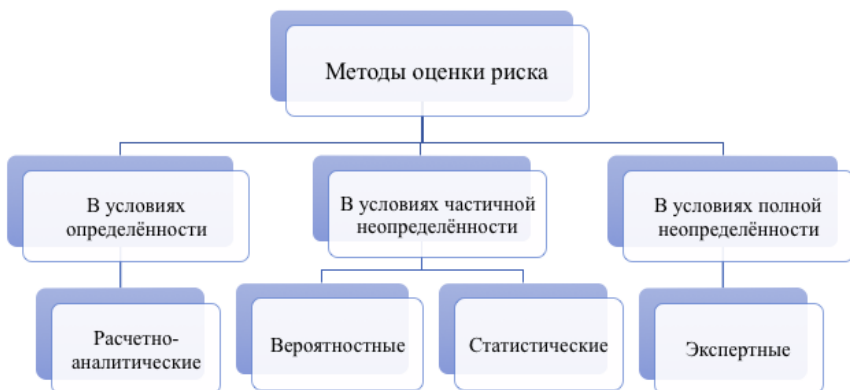 Методы оценки риска
В условиях
определённости
В условиях частичной
неопределённости
В условиях полной
неопределённости
Расчетно-
аналитические
Вероятностные
Статистические
Экспертные